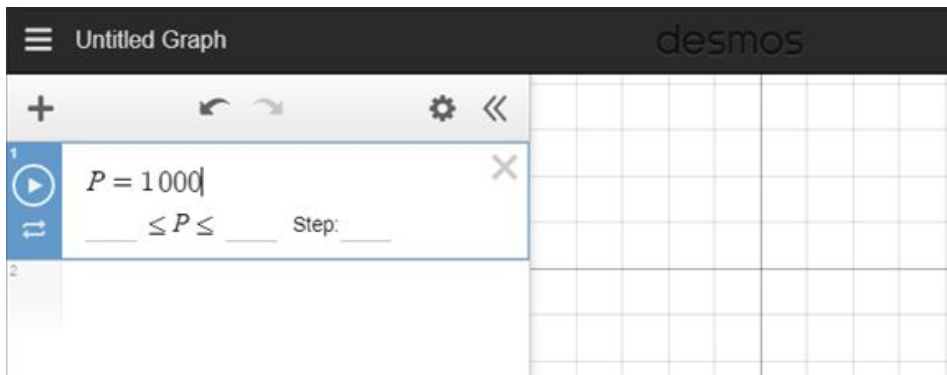 Untitled Graph
desmos
1
P = 1000
≤ P ≤ Step:
2